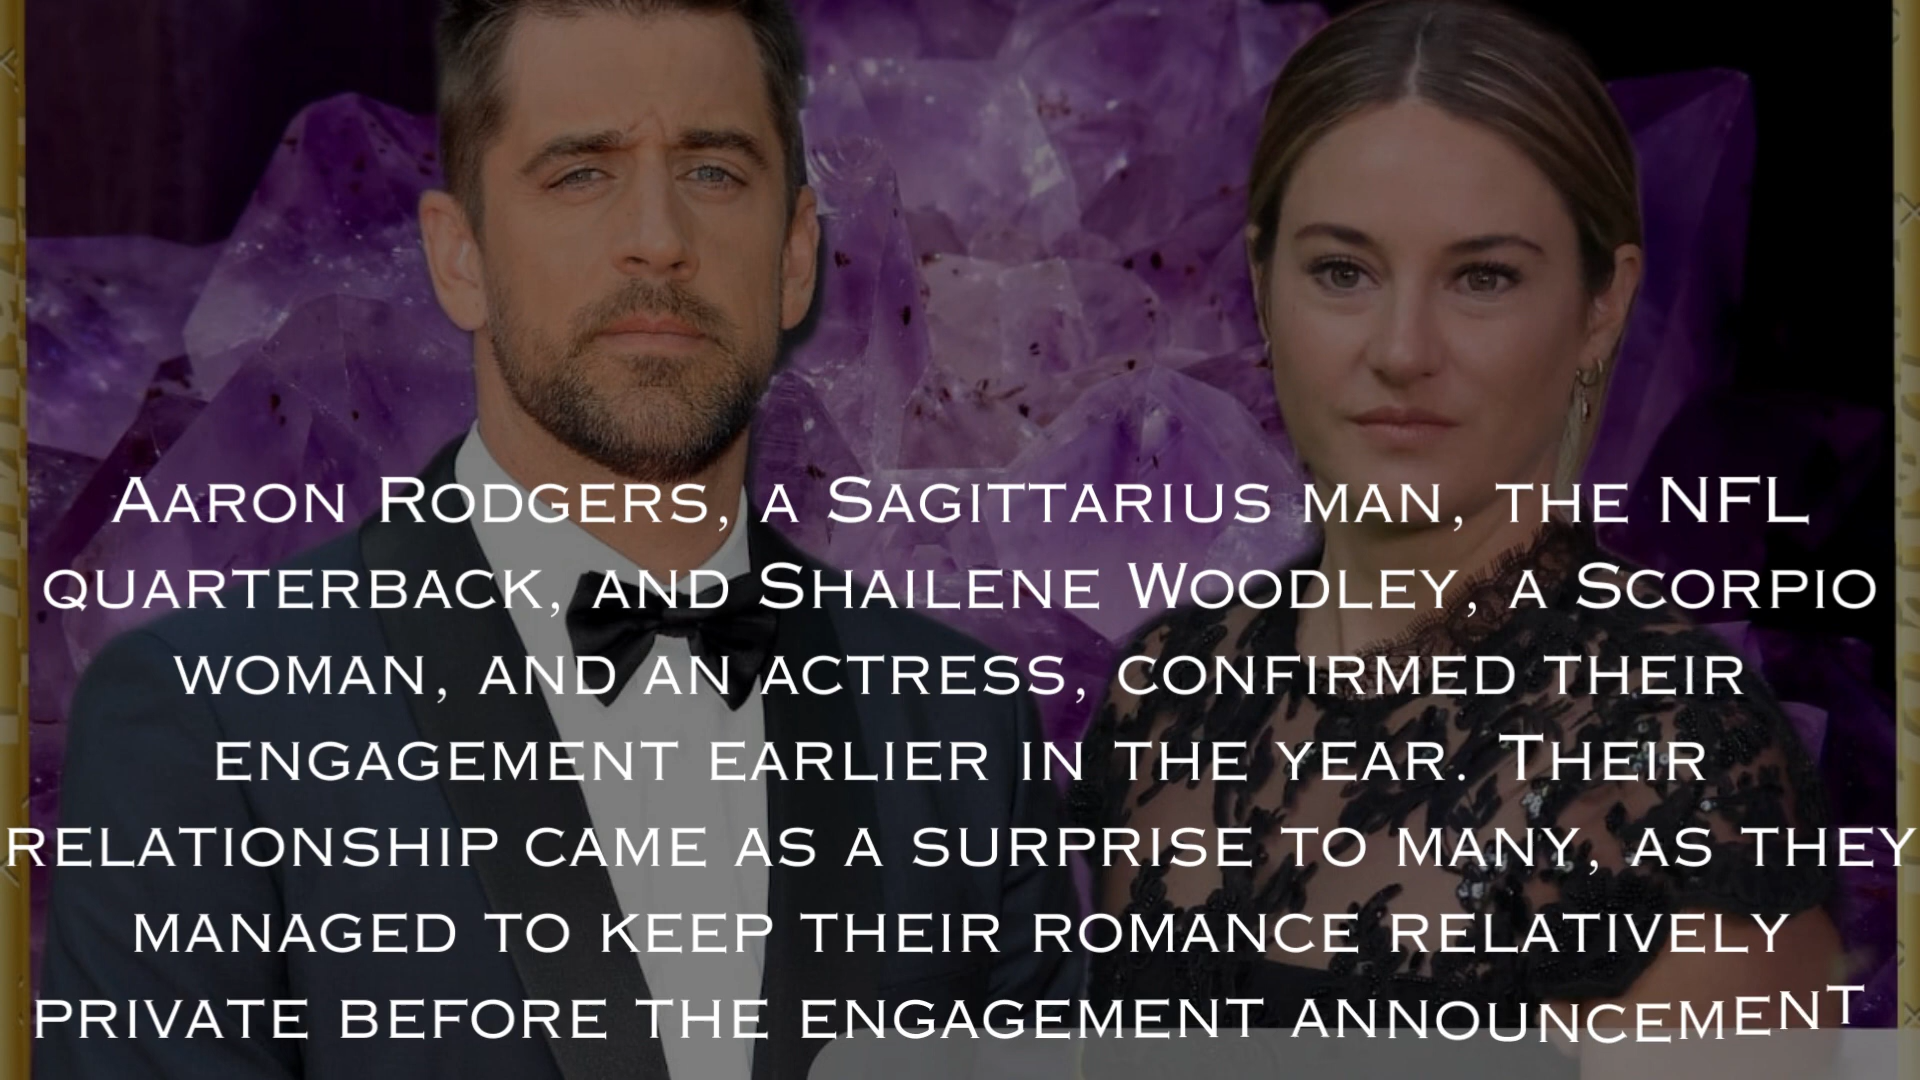 Aaron Rodgers, a Sagittarius man, the NFL
quarterback, and Shailene Woodley, a Scorpio
woman, and an actress, confirmed their
engagement earlier in the year. Their
relationship came as a surprise to many, as they
managed to keep their romance relatively
private before the engagement announcement